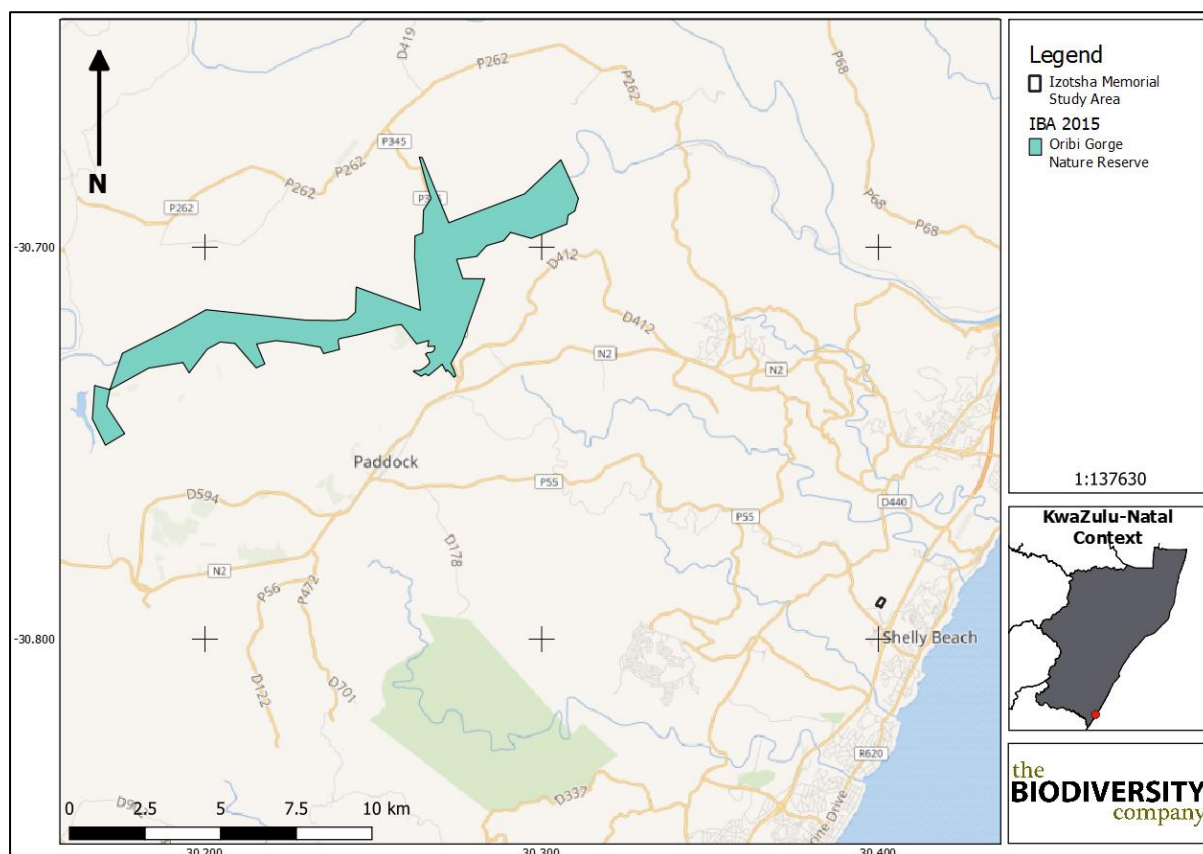 D419
P262
P262
P68
P68
P345
P262
P262
P262
P68
P68
-30.700
D412
D412
N2
N2
Paddock
P55
D594
D440
P55
D178
N2
P56
P472
-30.800
Shelly Beach
D122
D701
R620
D337
0 2.5 5 7.5 10 km
30.200
30.300
30.400
N
Legend
Izotsha Memorial
Study Area
IBA 2015
Oribi Gorge
Nature Reserve
1:137630
KwaZulu-Natal
Context
the
BIODIVERSITY
company